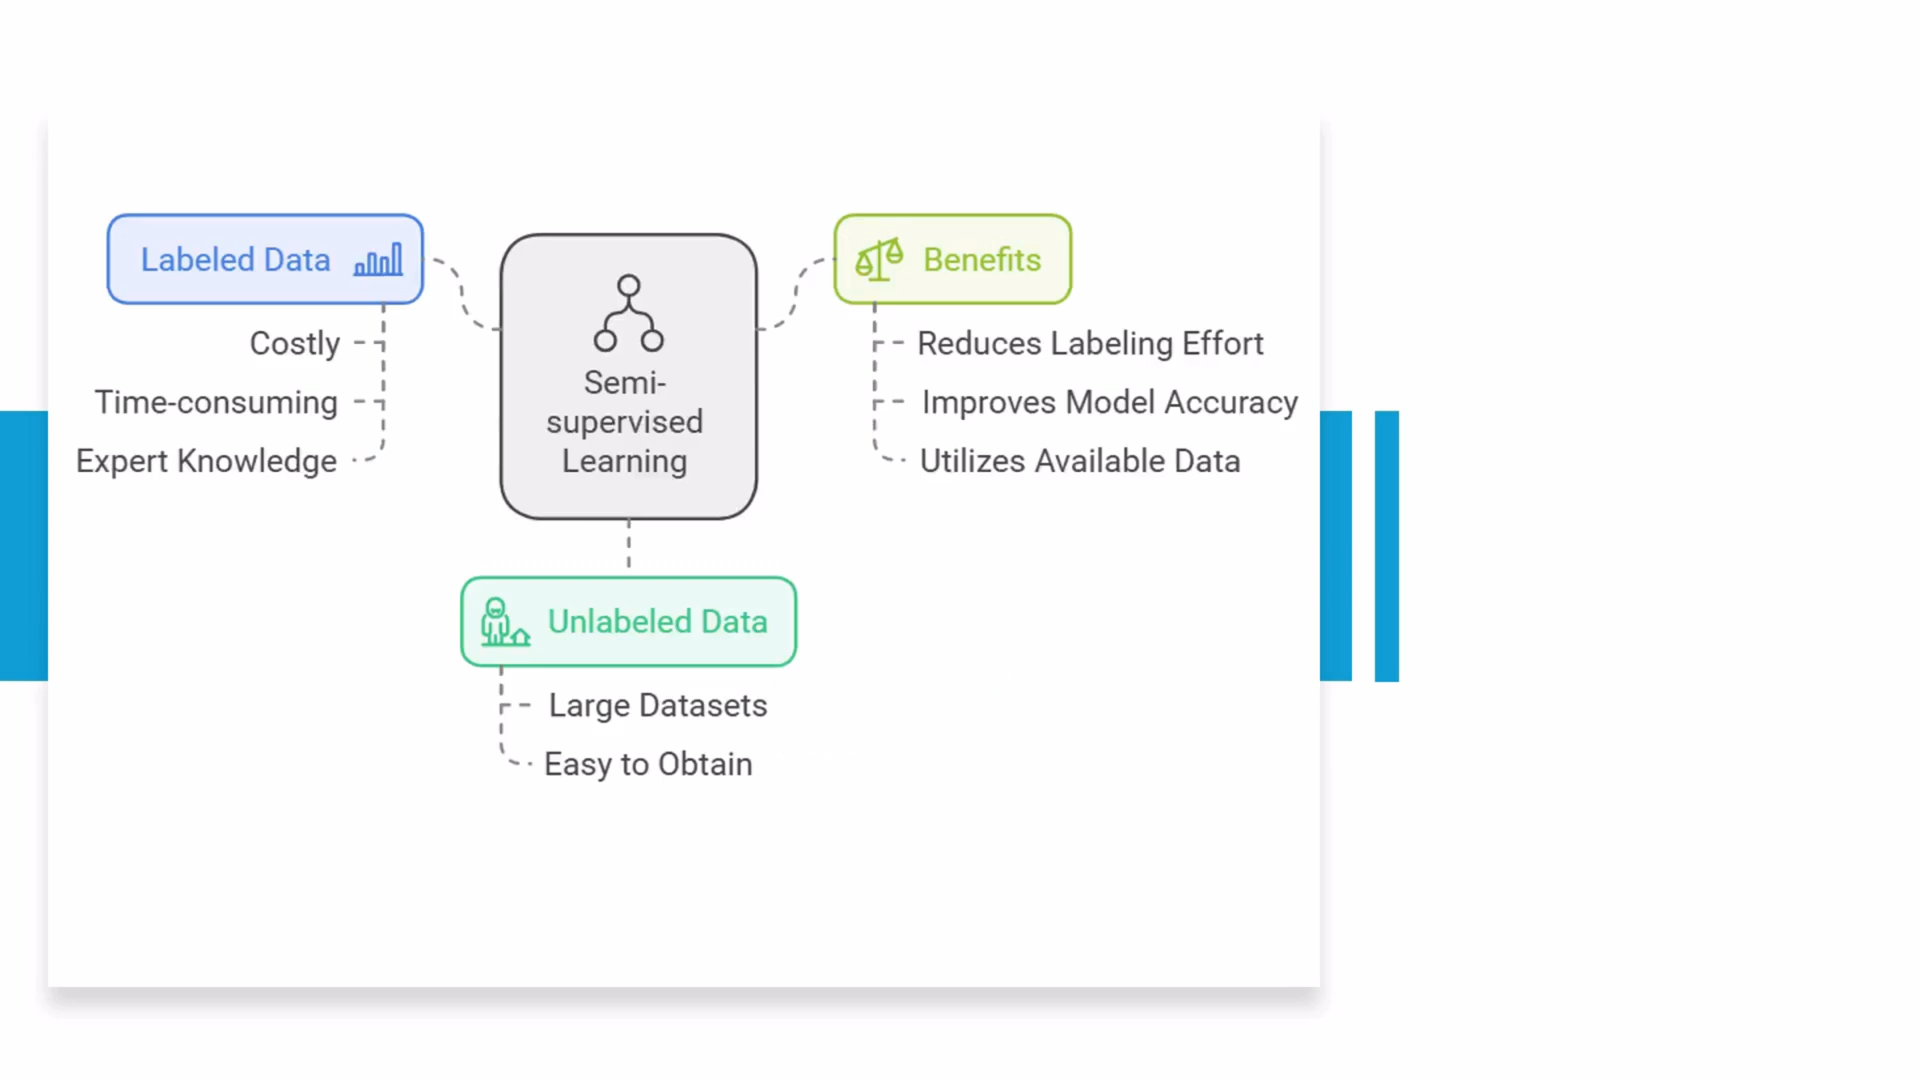 Labeled Data
Costly
Time-consuming
Expert Knowledge
Semi-
supervised
Learning
Benefits
Reduces Labeling Effort
Improves Model Accuracy
Utilizes Available Data
Unlabeled Data
Large Datasets
Easy to Obtain